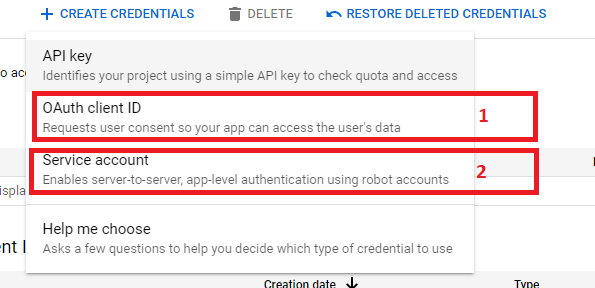 + CREATE CREDENTIALS DELETE RESTORE DELETED CREDENTIALS
API key
Identifies your project using a simple API key to check quota and access
o acc
OAuth client ID 1
Requests user consent so your app can access the user's data
Service account 2
Enables server-to-server, app-level authentication using robot accounts
displa
Help me choose
Asks a few questions to help you decide which type of credential to use
ent I
Creation date ↓ Type